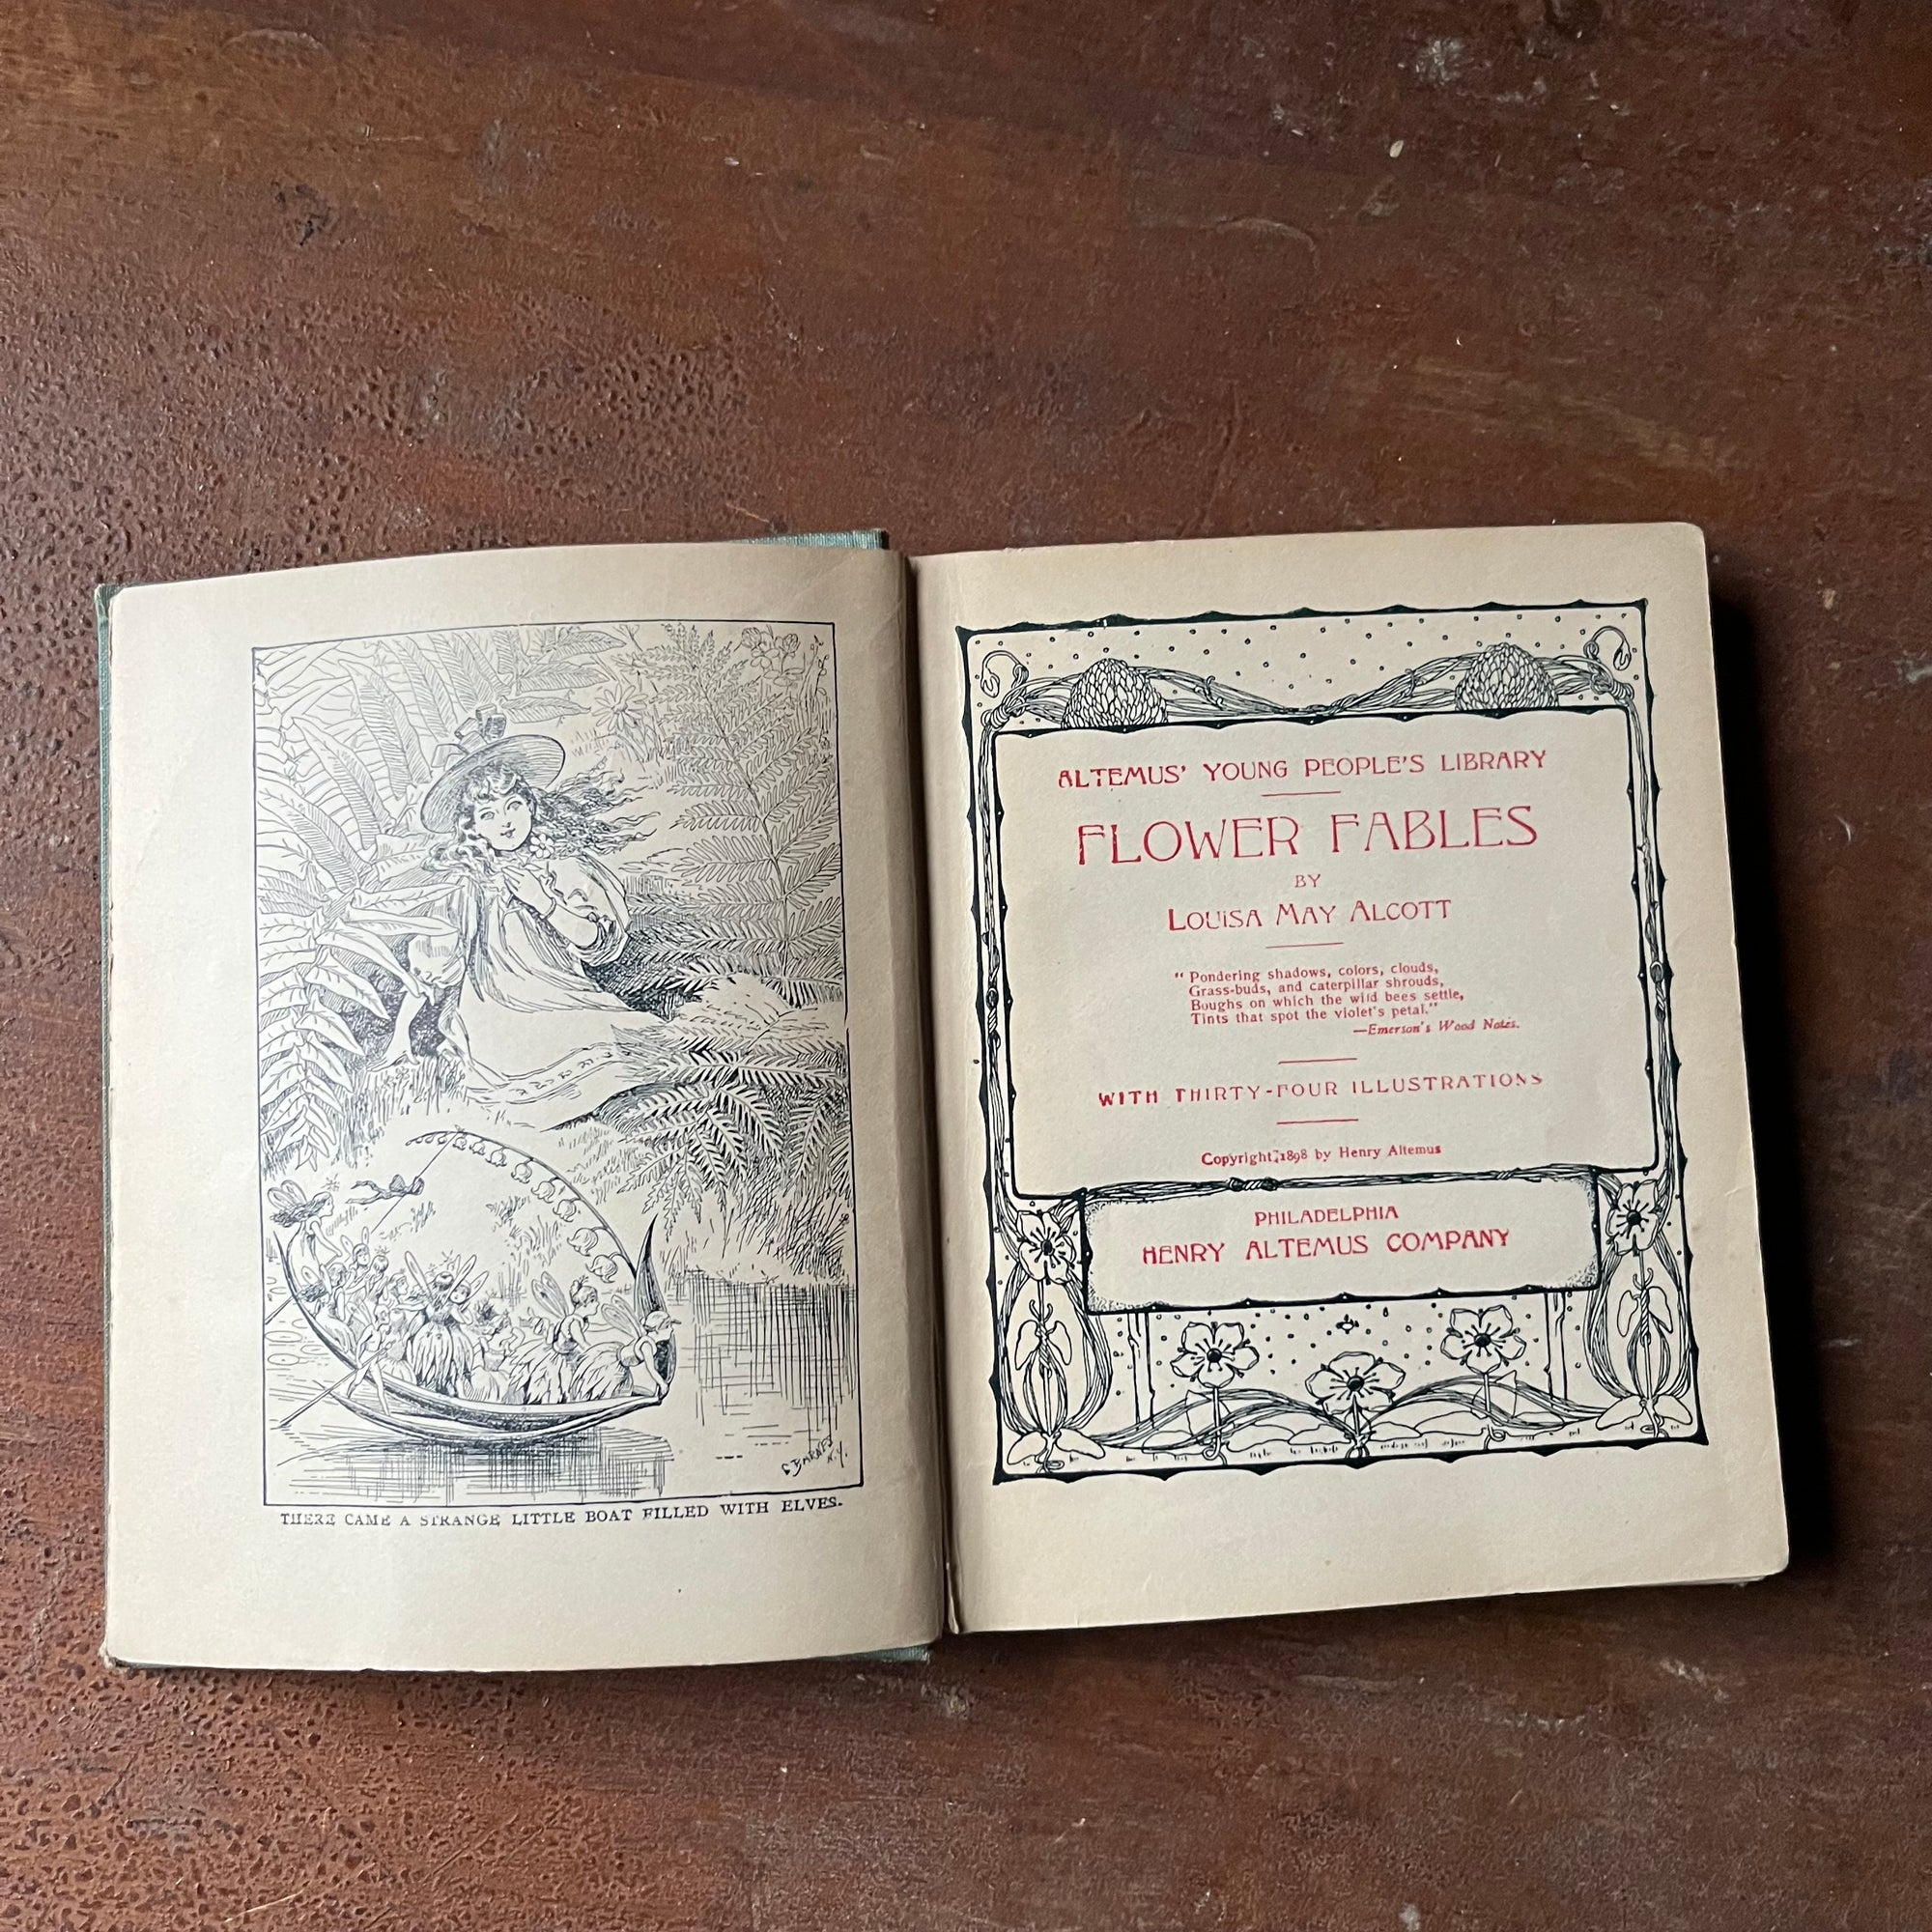 C. BARNES
N.Y.
THERE CAME A STRANGE LITTLE BOAT FILLED WITH ELVES.
ALTEMUS' YOUNG PEOPLE'S LIBRARY
FLOWER FABLES
BY
LOUISA MAY ALCOTT
“Pondering shadows, colors, clouds,
Grass-buds, and caterpillar shrouds,
Boughs on which the wild bees settle,
Tints that spot the violet's petal.”
—Emerson's Wood Notes.
WITH THIRTY-FOUR ILLUSTRATIONS
Copyright, 1898 by Henry Altemus
PHILADELPHIA
HENRY ALTEMUS COMPANY